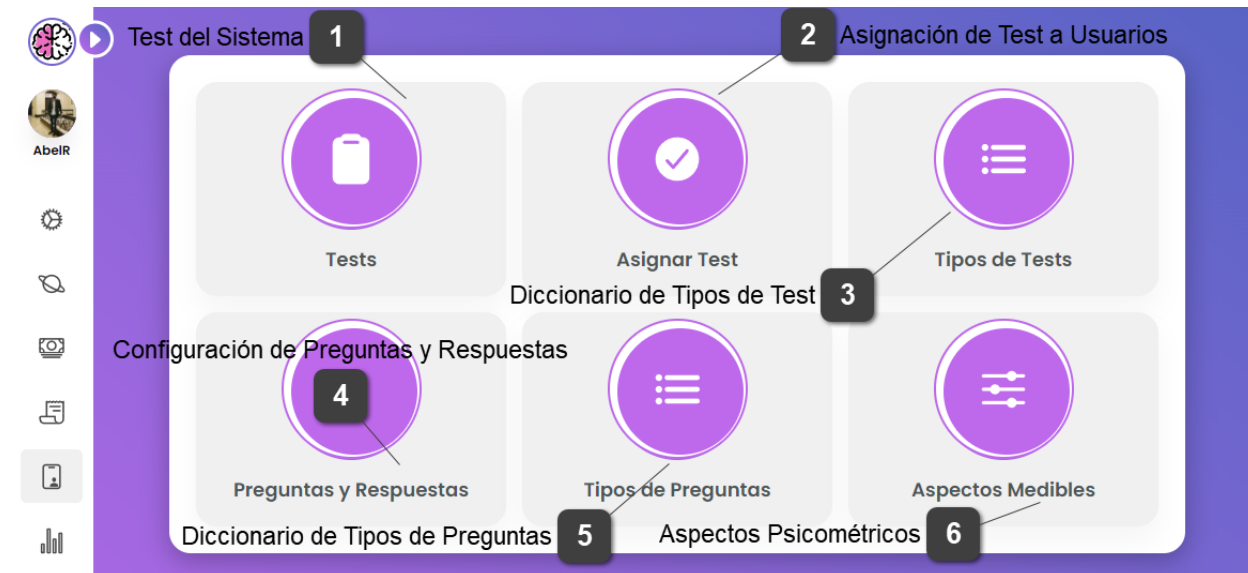 Test del Sistema 1
2 Asignación de Test a Usuarios
AbelR
Tests
Asignar Test
Tipos de Tests
Diccionario de Tipos de Test 3
Configuración de Preguntas y Respuestas
4
Preguntas y Respuestas
Tipos de Preguntas
Aspectos Medibles
Diccionario de Tipos de Preguntas 5
Aspectos Psicométricos 6